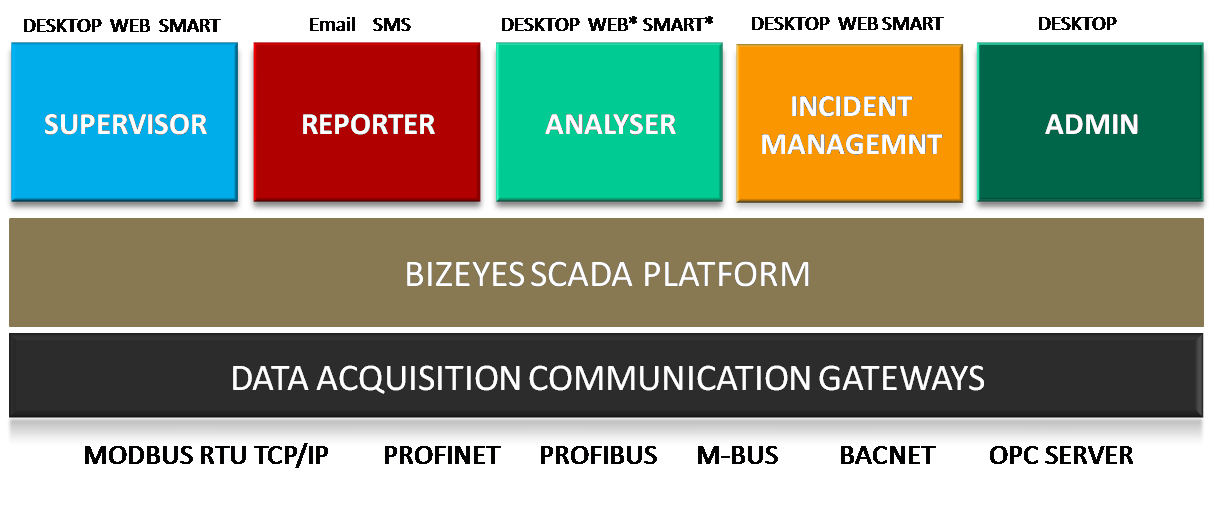 DESKTOP WEB SMART
Email SMS
DESKTOP WEB* SMART*
DESKTOP WEB SMART
DESKTOP
SUPERVISOR
REPORTER
ANALYSER
INCIDENT
MANAGEMNT
ADMIN
BIZEYES SCADA PLATFORM
DATA ACQUISITION COMMUNICATION GATEWAYS
MODBUS RTU TCP/IP PROFINET PROFIBUS M-BUS BACNET OPC SERVER